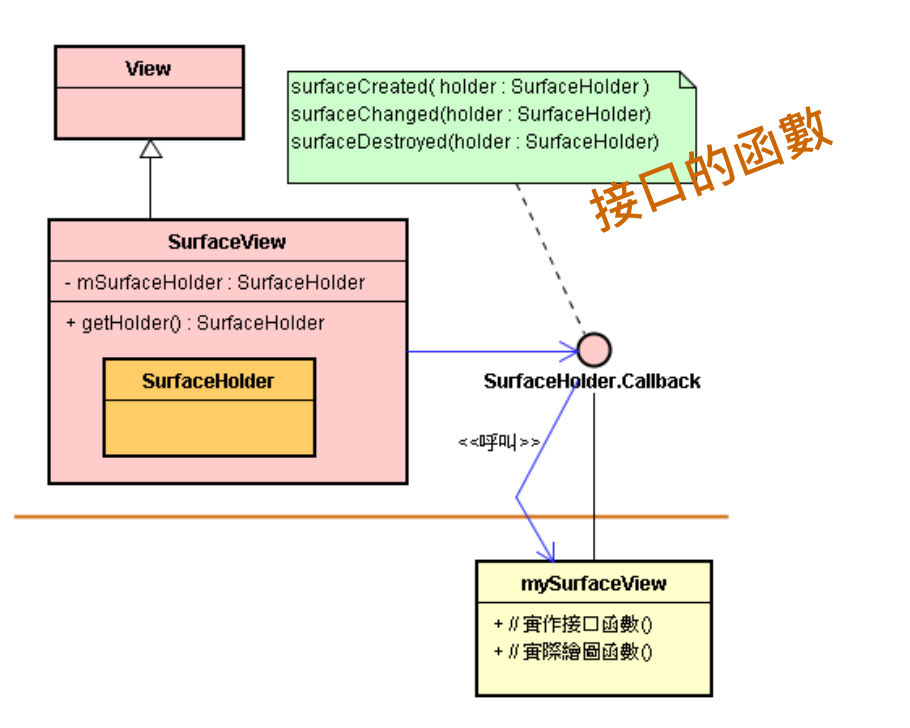 View
surfaceCreated( holder : SurfaceHolder )
surfaceChanged(holder : SurfaceHolder)
surfaceDestroyed(holder : SurfaceHolder)
接口的函數
SurfaceView
- mSurfaceHolder : SurfaceHolder
+ getHolder() : SurfaceHolder
SurfaceHolder
SurfaceHolder.Callback
<<呼叫>>
mySurfaceView
+ // 實作接口函數()
+ // 實際繪圖函數()